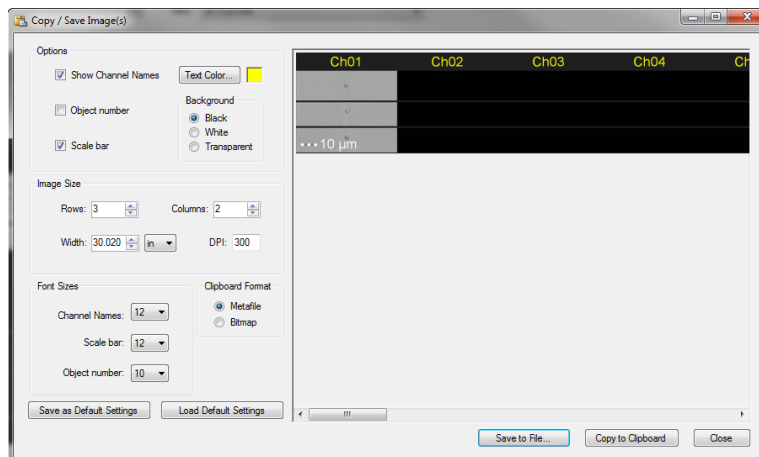 Copy / Save Image(s)
Options
Show Channel Names
Text Color...
Object number
Background
Black
White
Transparent
Scale bar
Image Size
Rows: 3
Columns: 2
Width: 30.020
in
DPI: 300
Font Sizes
Channel Names: 12
Scale bar: 12
Object number: 10
Clipboard Format
Metafile
Bitmap
Save as Default Settings
Load Default Settings
Ch01 Ch02 Ch03 Ch04 Ch
10 µm
Save to File...
Copy to Clipboard
Close